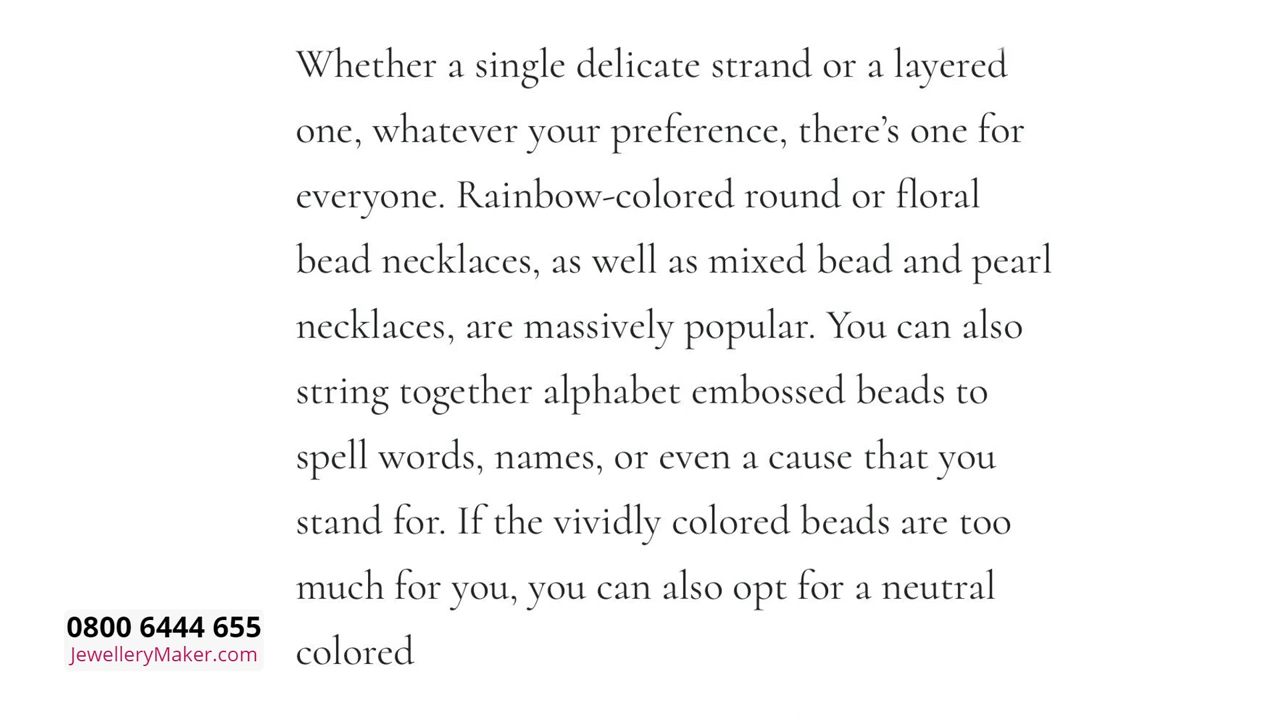 Whether a single delicate strand or a layered
one, whatever your preference, there’s one for
everyone. Rainbow-colored round or floral
bead necklaces, as well as mixed bead and pearl
necklaces, are massively popular. You can also
string together alphabet embossed beads to
spell words, names, or even a cause that you
stand for. If the vividly colored beads are too
much for you, you can also opt for a neutral
colored
0800 6444 655
JewelleryMaker.com